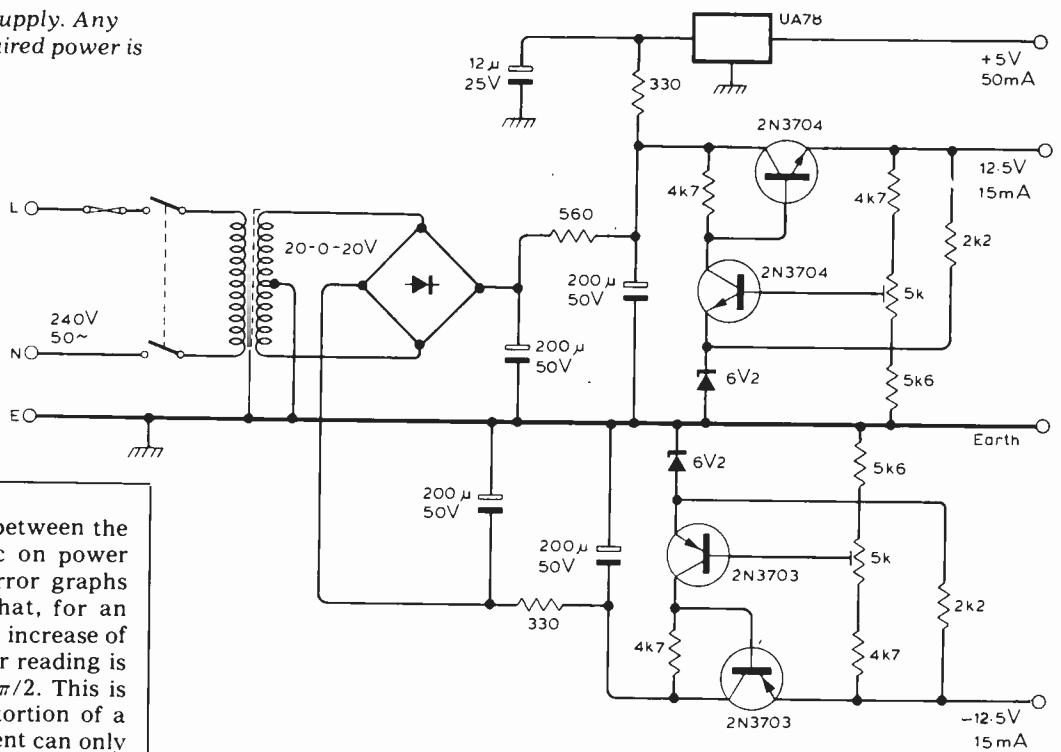 upply. Any
uired power is
UA78
+5V
50mA
12μ
25V
330
2N3704
12.5V
15mA
4k7
4k7
2k2
L
560
20-0-20V
2N3704
200μ
50V
5k
240V
50~
N
200μ
50V
6V2
5k6
E
Earth
6V2
5k6
between the
c on power
rror graphs
hat, for an
increase of
r reading is
π/2. This is
ortion of a
ent can only
200μ
50V
200μ
50V
2N3703
5k
2k2
330
4k7
4k7
2N3703
-12.5V
15mA